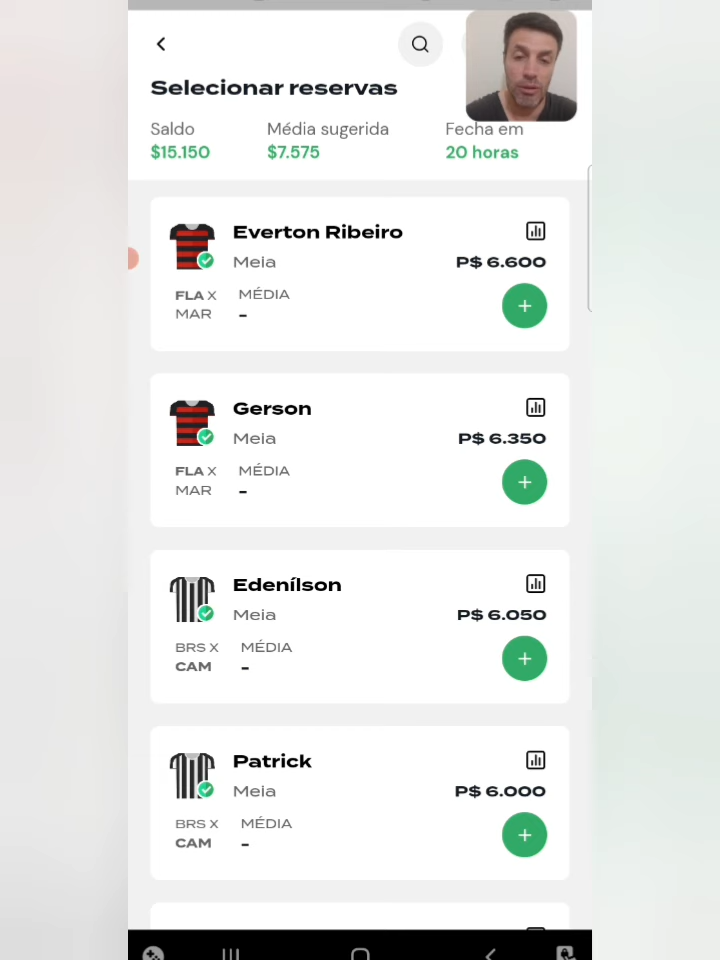 Selecionar reservas
Saldo
$15.150
Média sugerida
$7.575
Fecha em
20 horas
Everton Ribeiro
Meia
P$ 6.600
FLA X
MAR
MÉDIA
-
Gerson
Meia
P$ 6.350
FLA X
MAR
MÉDIA
-
Edenílson
Meia
P$ 6.050
BRS X
CAM
MÉDIA
-
Patrick
Meia
P$ 6.000
BRS X
CAM
MÉDIA
-